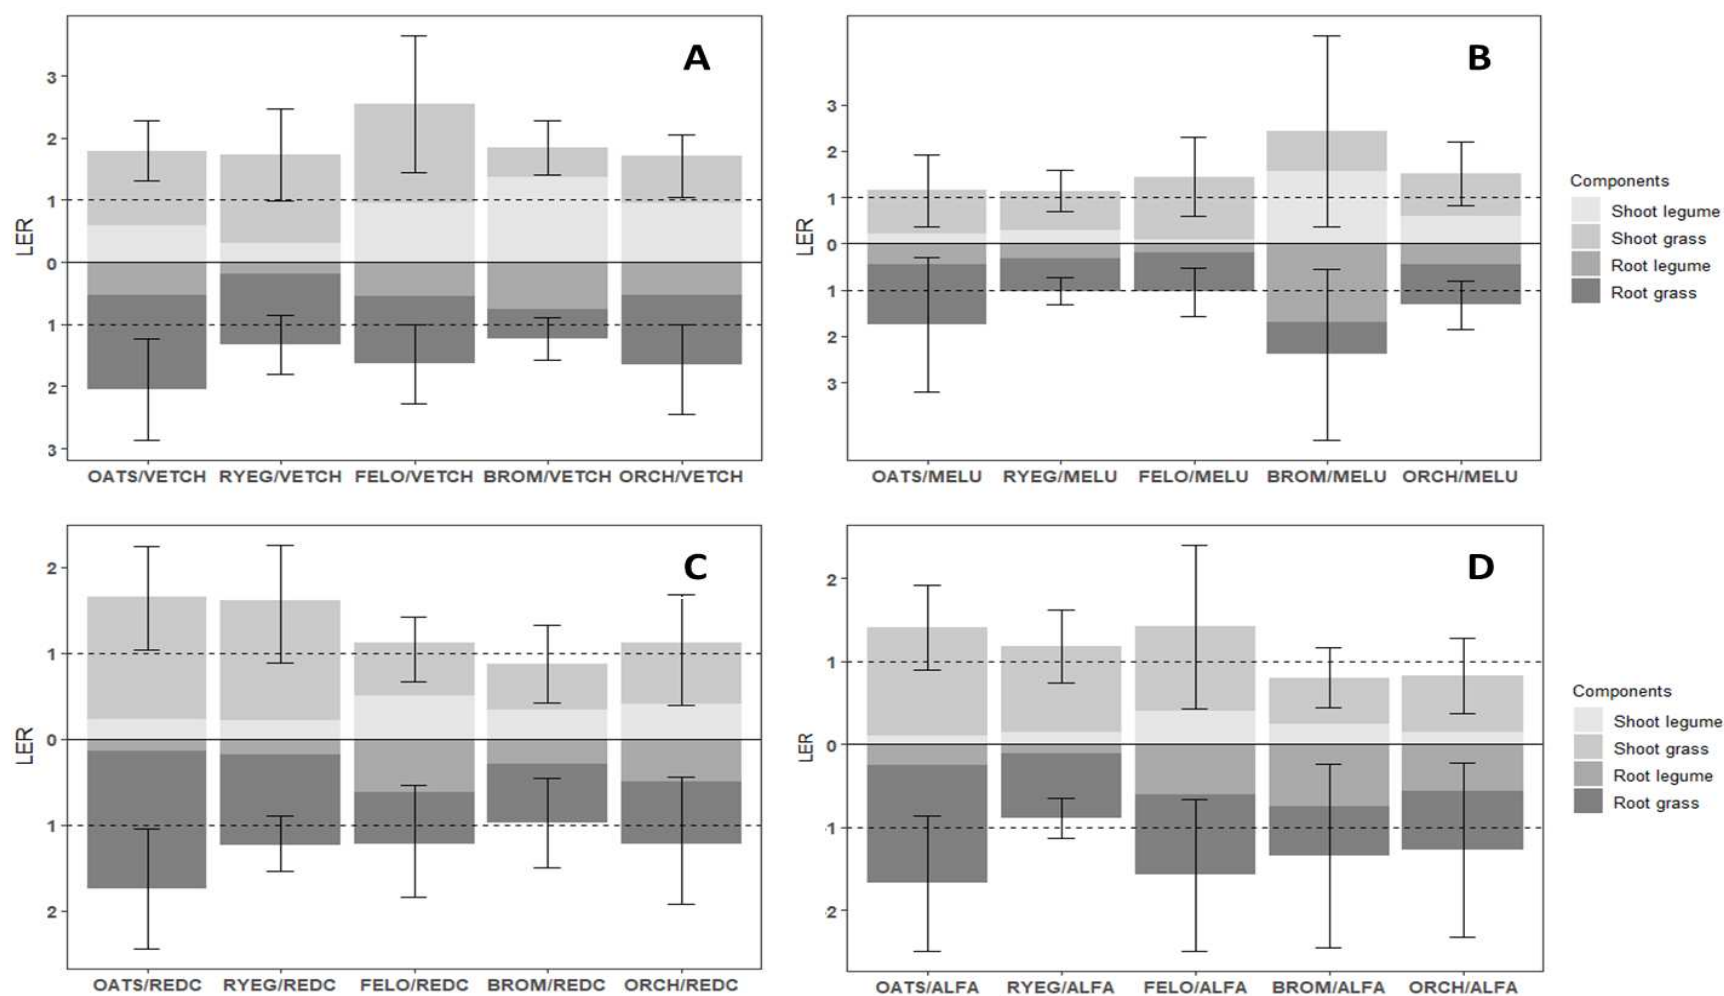 A
3
2
1
0
1
2
3
LER
OATS/VETCH RYEG/VETCH FELO/VETCH BROM/VETCH ORCH/VETCH
B
3
2
1
0
1
2
3
LER
OATS/MELU RYEG/MELU FELO/MELU BROM/MELU ORCH/MELU
Components
Shoot legume
Shoot grass
Root legume
Root grass
C
2
1
0
1
2
LER
OATS/REDC RYEG/REDC FELO/REDC BROM/REDC ORCH/REDC
D
2
1
0
-1
-2
LER
OATS/ALFA RYEG/ALFA FELO/ALFA BROM/ALFA ORCH/ALFA
Components
Shoot legume
Shoot grass
Root legume
Root grass